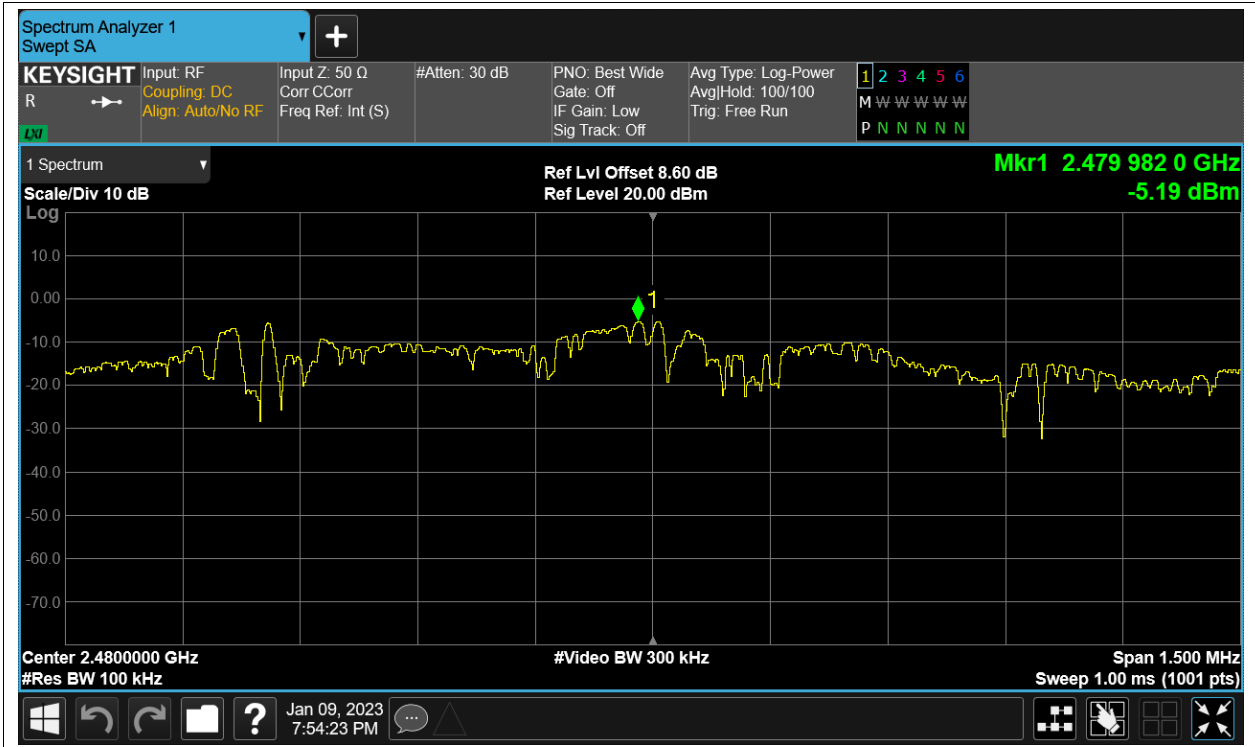 Spectrum Analyzer 1
Swept SA
KEYSIGHT
R
LXI
Input: RF
Coupling: DC
Align: Auto/No RF
Input Z: 50 Ω
Corr CCorr
Freq Ref: Int (S)
#Atten: 30 dB
PNO: Best Wide
Gate: Off
IF Gain: Low
Sig Track: Off
Avg Type: Log-Power
Avg|Hold: 100/100
Trig: Free Run
1 2 3 4 5 6
M W W W W W
P N N N N N
1 Spectrum
Scale/Div 10 dB
Ref Lvl Offset 8.60 dB
Ref Level 20.00 dBm
Mkr1 2.479 982 0 GHz
-5.19 dBm
Log
10.0
0.00
-10.0
-20.0
-30.0
-40.0
-50.0
-60.0
-70.0
1
Center 2.4800000 GHz
#Video BW 300 kHz
Span 1.500 MHz
#Res BW 100 kHz
Sweep 1.00 ms (1001 pts)
?
Jan 09, 2023
7:54:23 PM